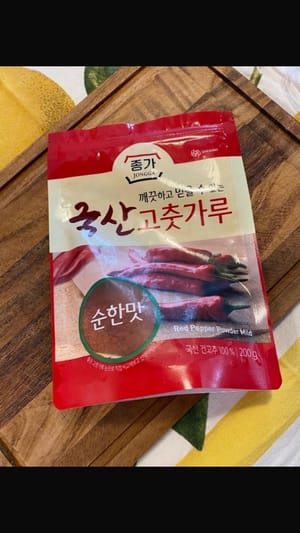 종가
JONGGA
깨끗하고 믿을 수 있는
국산고춧가루
순한맛
Red Pepper Powder Mild
국산 건고추 100% | 200g